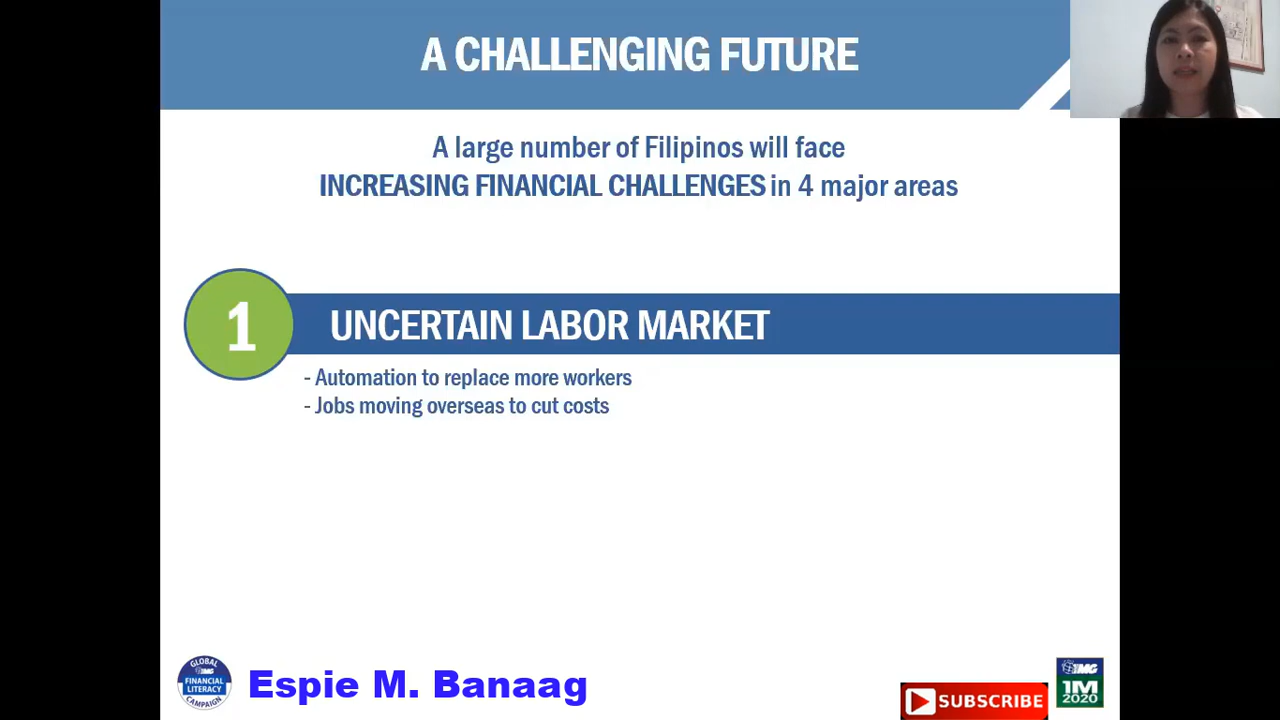 A CHALLENGING FUTURE
A large number of Filipinos will face
INCREASING FINANCIAL CHALLENGES in 4 major areas
1
UNCERTAIN LABOR MARKET
- Automation to replace more workers
- Jobs moving overseas to cut costs
GLOBAL
IMG
FINANCIAL
LITERACY
CAMPAIGN
Espie M. Banaag
SUBSCRIBE
IMG
1M
2020